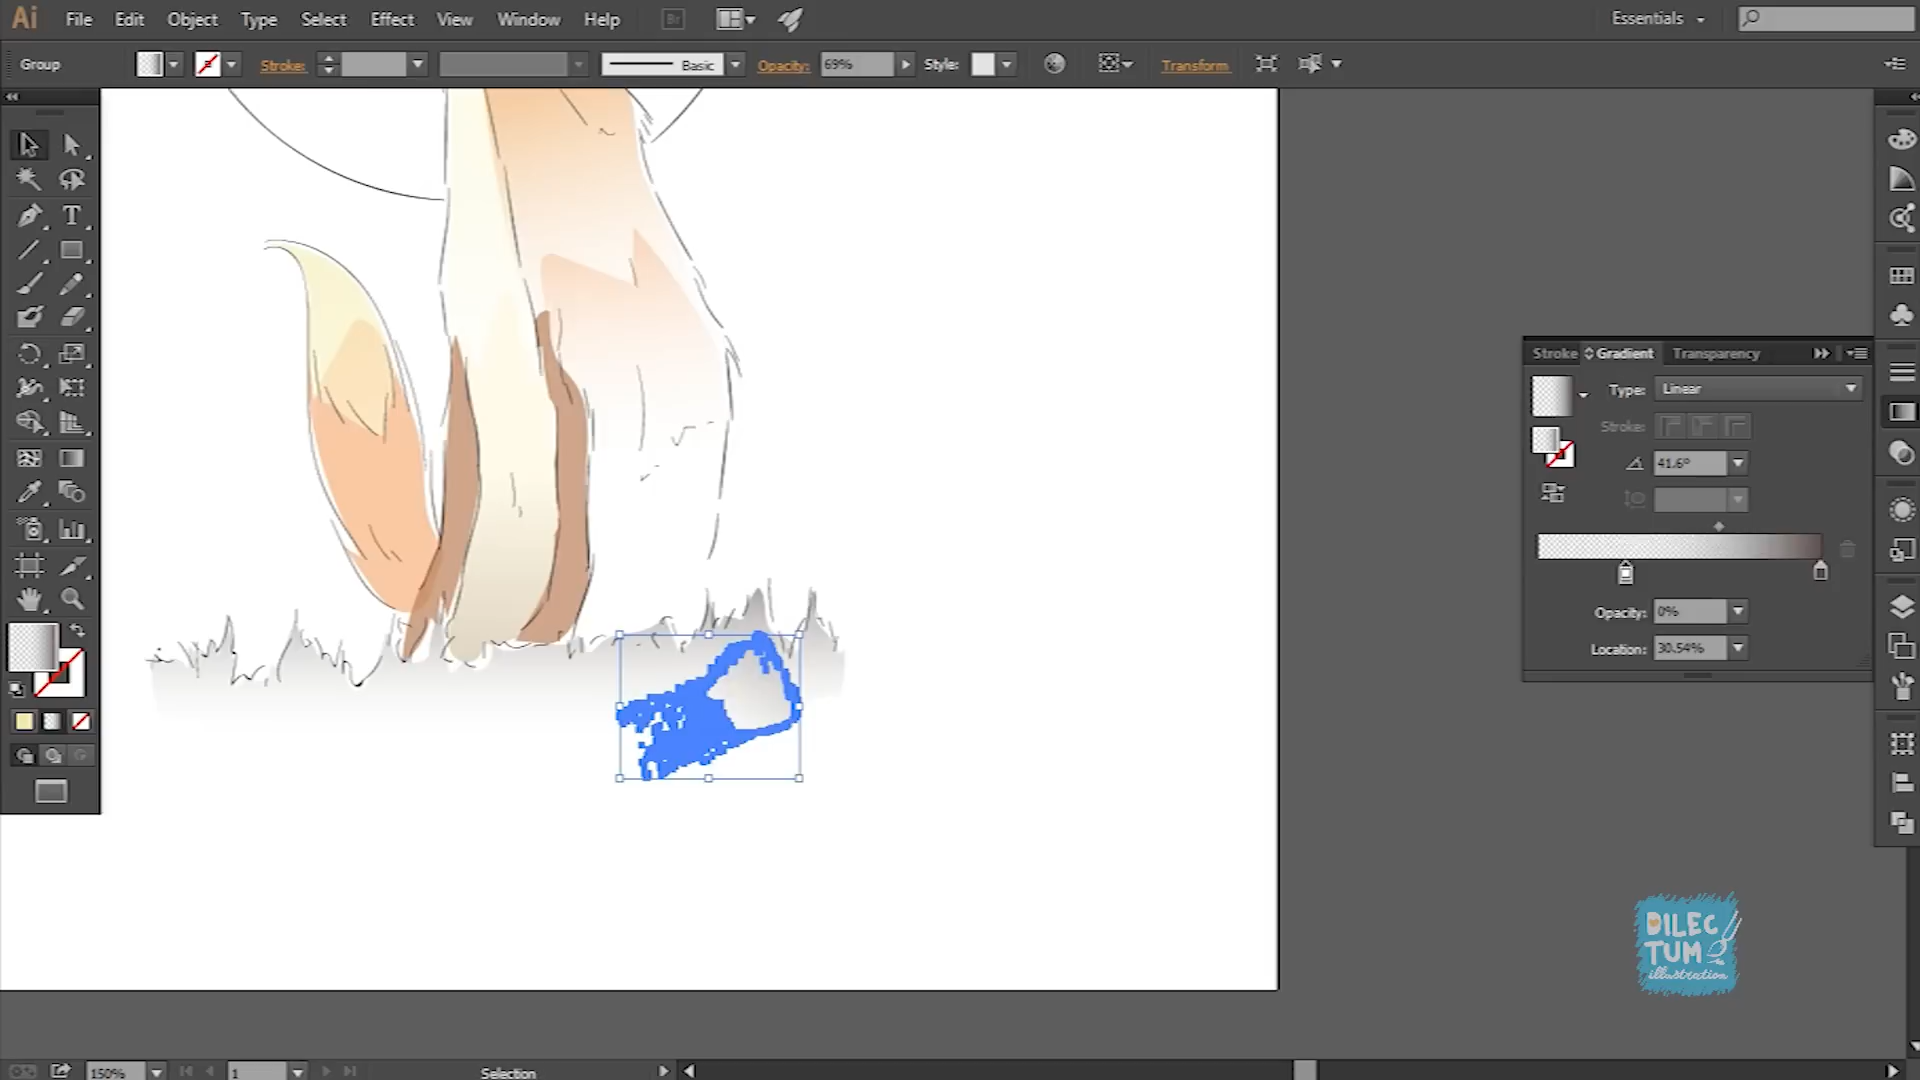 Ai File Edit Object Type Select Effect View Window Help Br Essentials
Group Stroke: Basic Opacity: 69% Style: Transform
Stroke Gradient Transparency
Type: Linear
Stroke:
41.6°
Opacity: 0%
Location: 30.54%
DILEC
TUM
illustration
150% 1 Selection